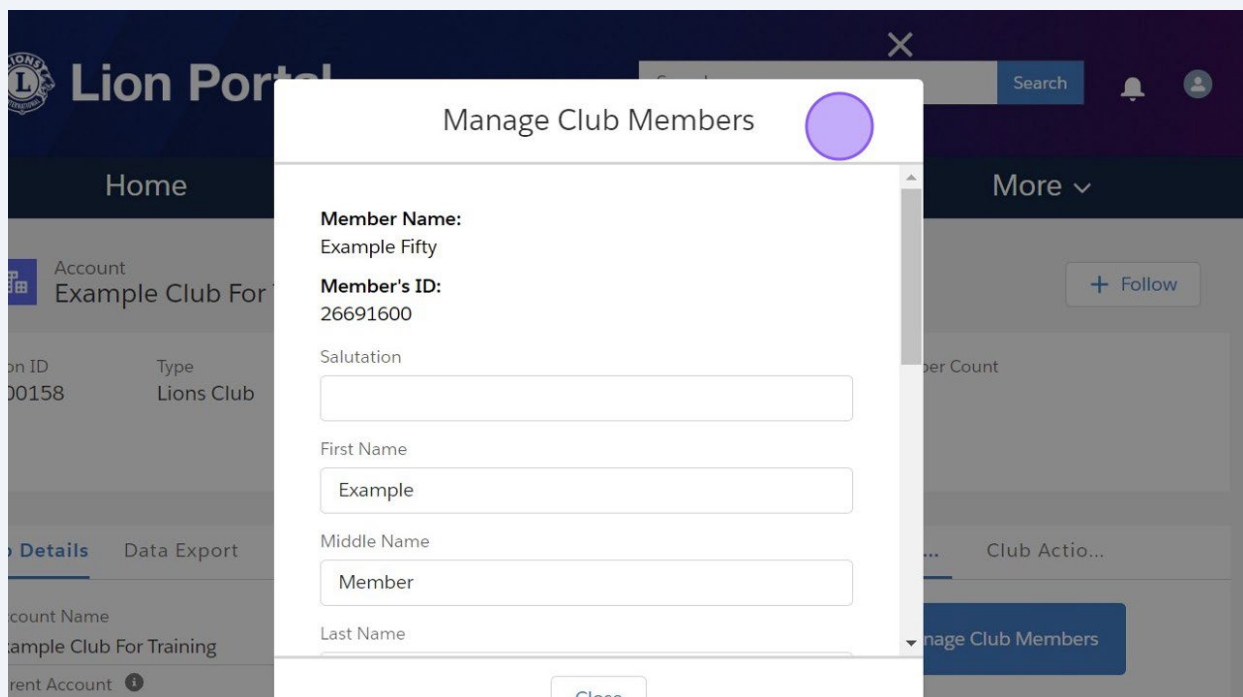 Lion Portal
Search
Manage Club Members
Home
More
Member Name:
Example Fifty
Member's ID:
26691600
Account
Example Club For
+ Follow
Salutation
on ID
Type
ber Count
00158
Lions Club
First Name
Example
Middle Name
Member
Details
Data Export
Club Actio...
Last Name
count Name
ample Club For Training
nage Club Members
rent Account
Close